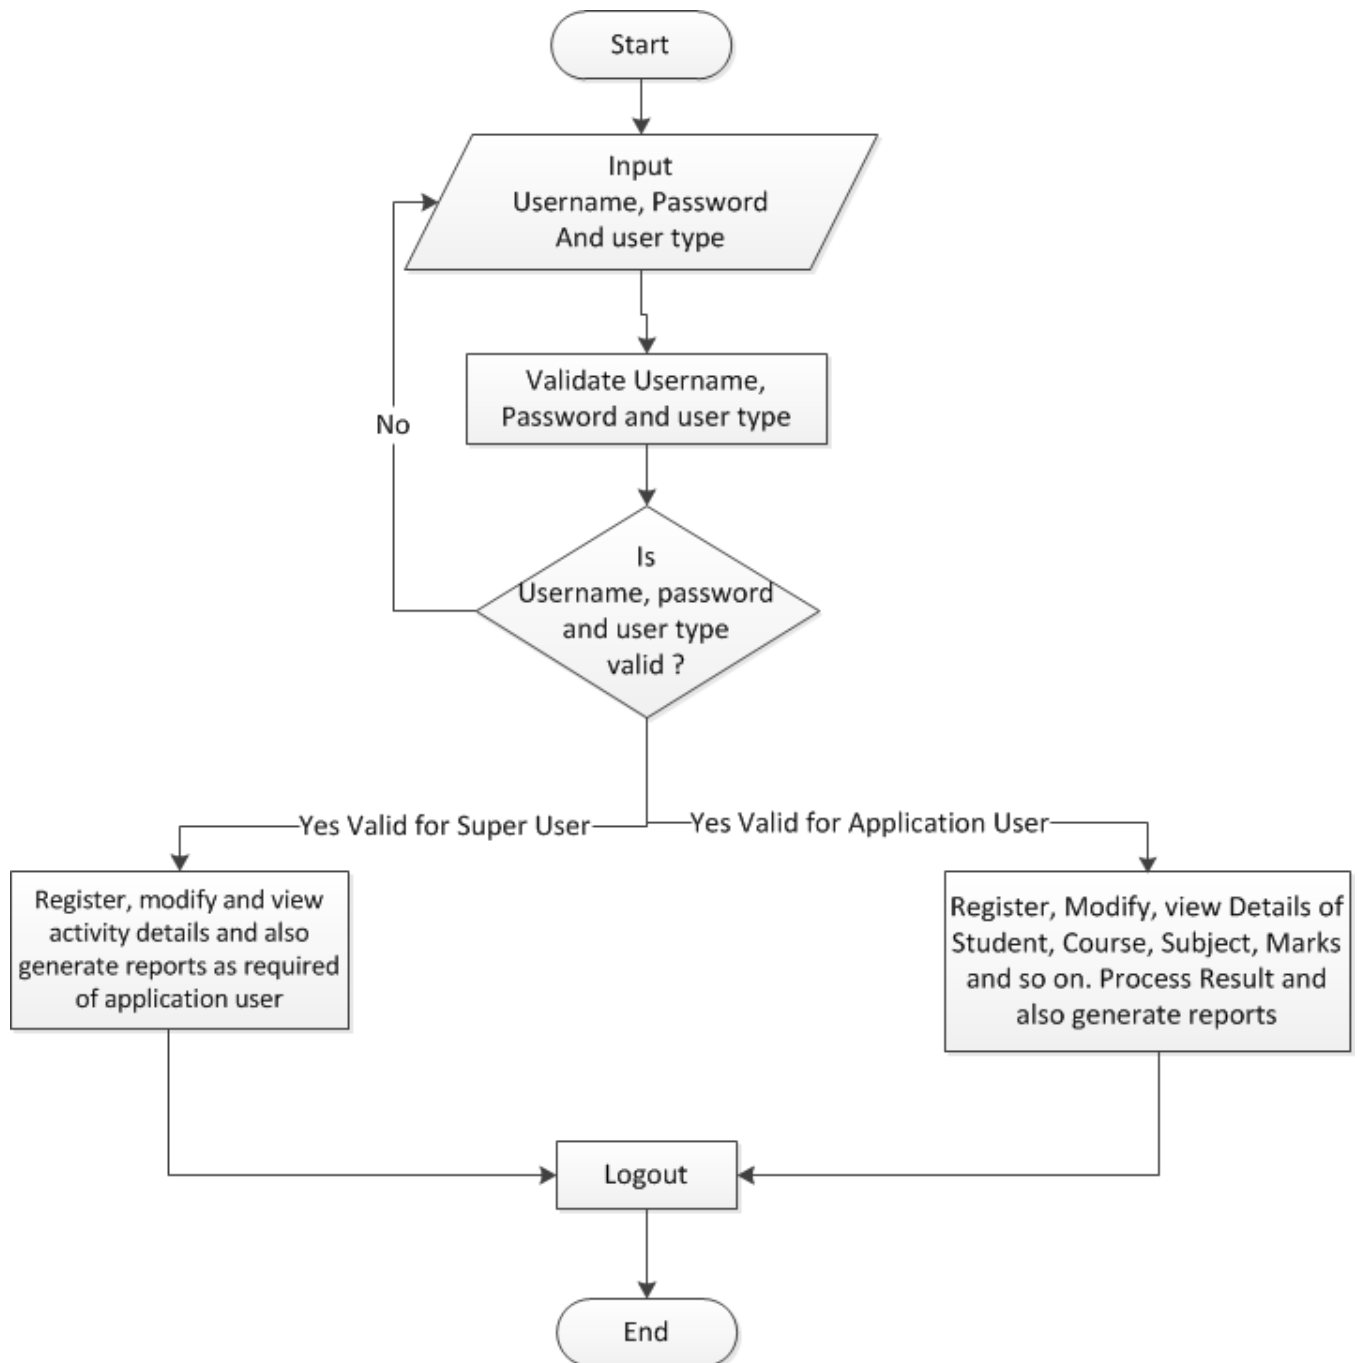 Start
Input
Username, Password
And user type
Validate Username,
Password and user type
No
Is
Username, password
and user type
valid ?
Yes Valid for Super User
Yes Valid for Application User
Register, modify and view
activity details and also
generate reports as required
of application user
Register, Modify, view Details of
Student, Course, Subject, Marks
and so on. Process Result and
also generate reports
Logout
End